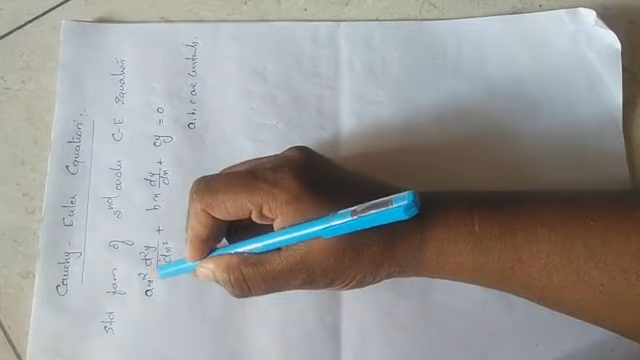 Cauchy - Euler Equation :-
Std form of 2nd order C-E equation
ax² d²y/dx² + bx dy/dx + cy = 0
a, b, c are constants.